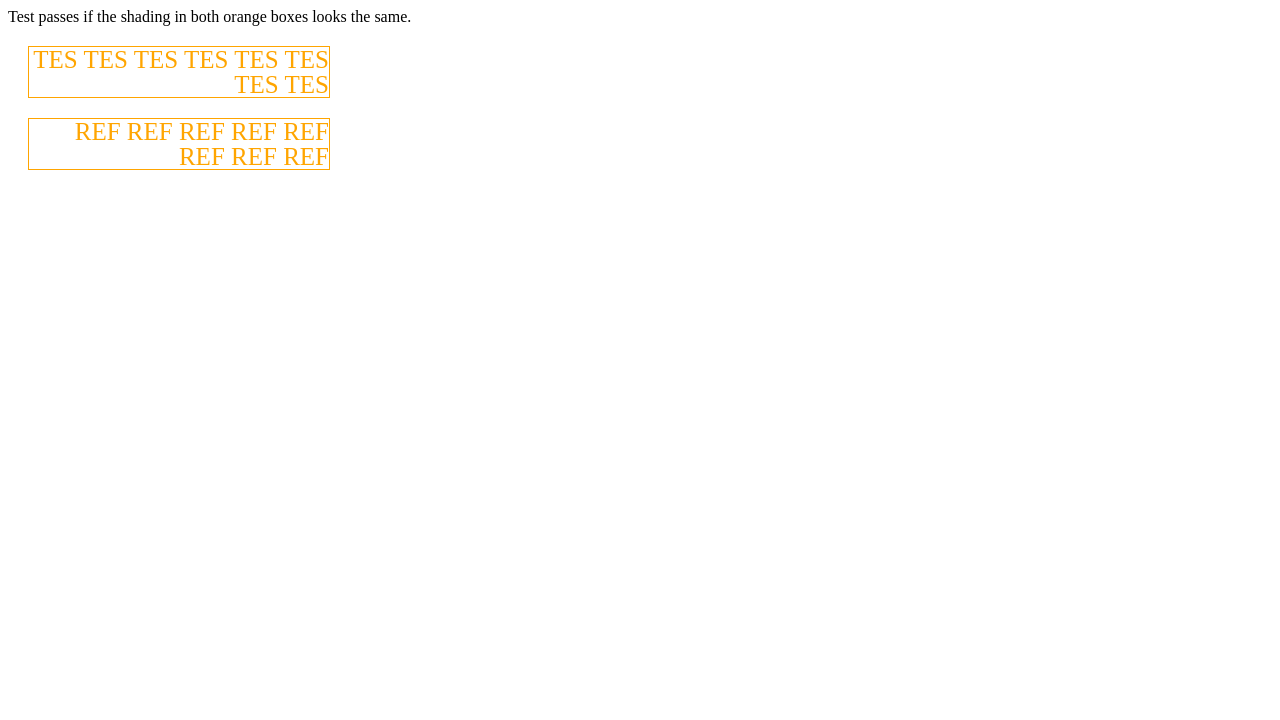 Test passes if the shading in both orange boxes looks the same.
TES TES TES TES TES TES
TES TES
REF REF REF REF REF
REF REF REF